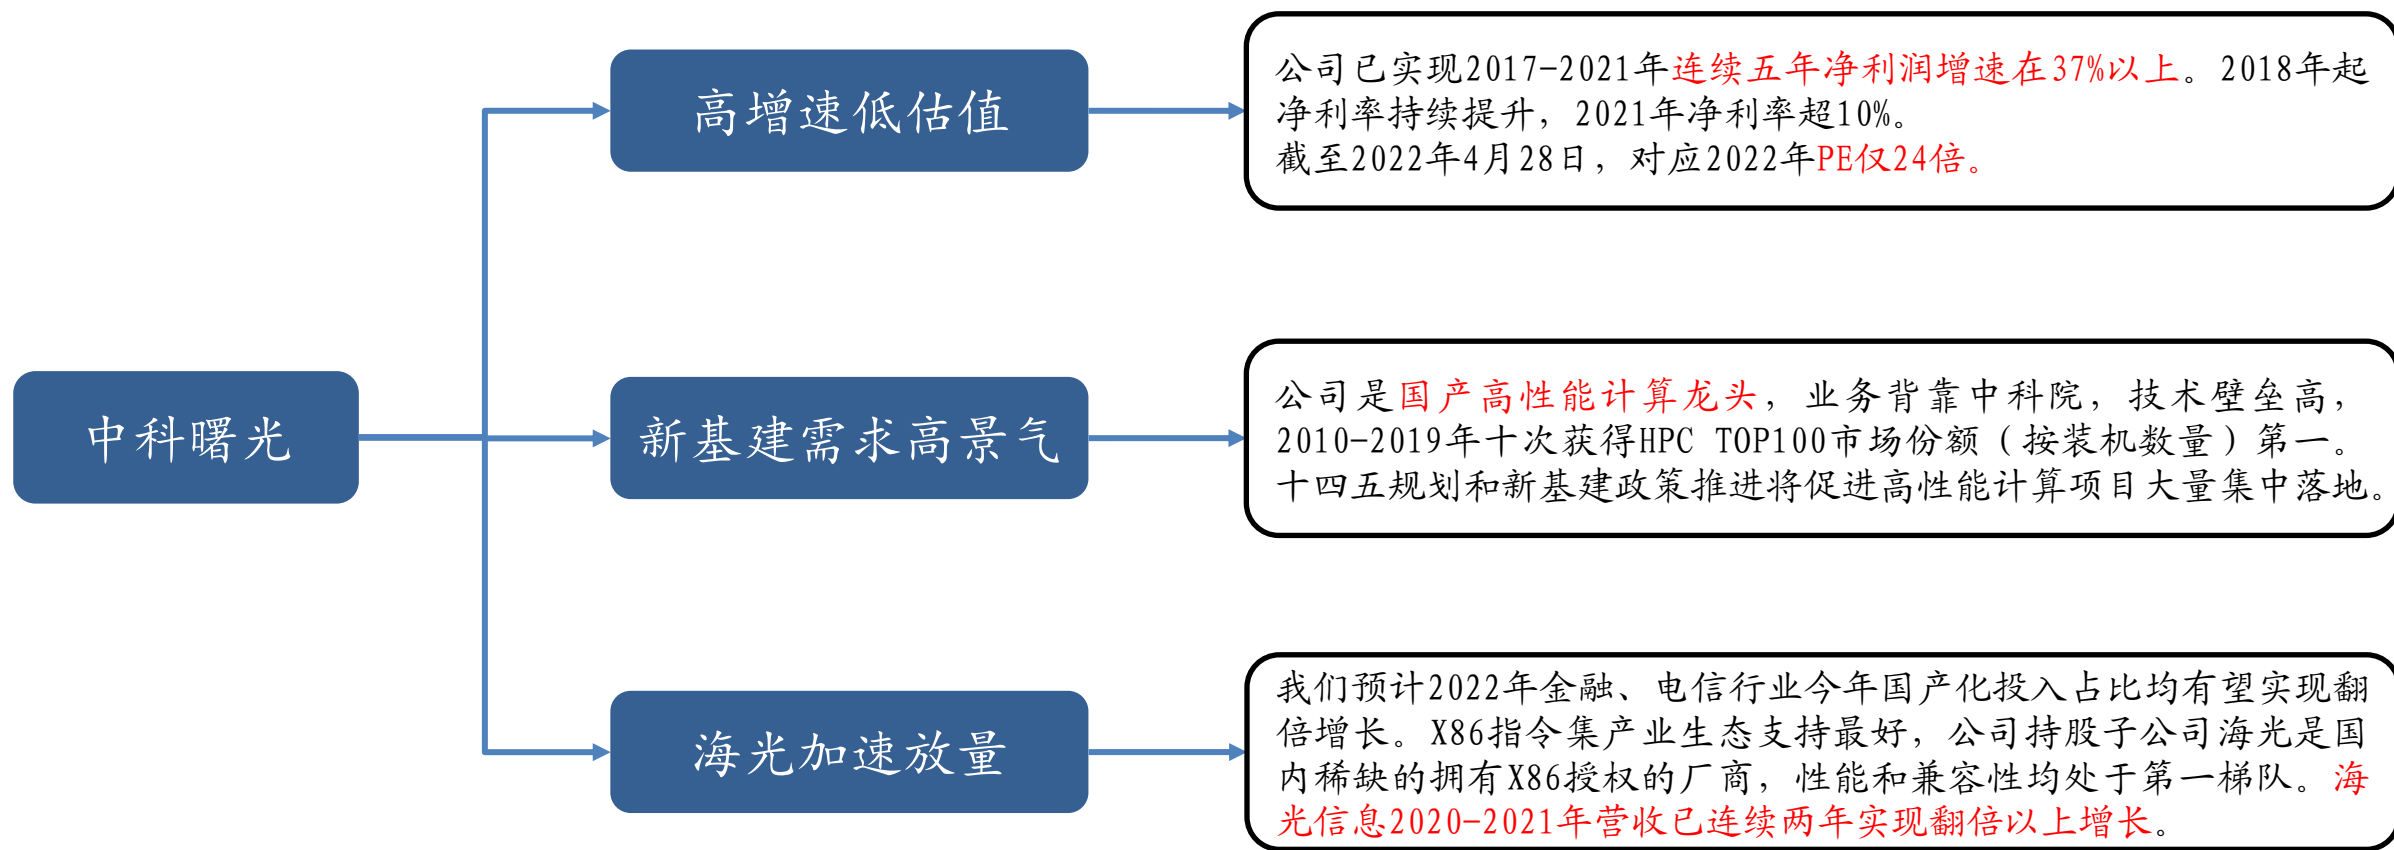 中科曙光
高增速低估值
公司已实现2017-2021年连续五年净利润增速在37%以上。2018年起
净利率持续提升，2021年净利率超10%。
截至2022年4月28日，对应2022年PE仅24倍。
新基建需求高景气
公司是国产高性能计算龙头，业务背靠中科院，技术壁垒高，
2010-2019年十次获得HPC TOP100市场份额（按装机数量）第一。
十四五规划和新基建政策推进将促进高性能计算项目大量集中落地。
海光加速放量
我们预计2022年金融、电信行业今年国产化投入占比均有望实现翻
倍增长。X86指令集产业生态支持最好，公司持股子公司海光是国
内稀缺的拥有X86授权的厂商，性能和兼容性均处于第一梯队。海
光信息2020-2021年营收已连续两年实现翻倍以上增长。